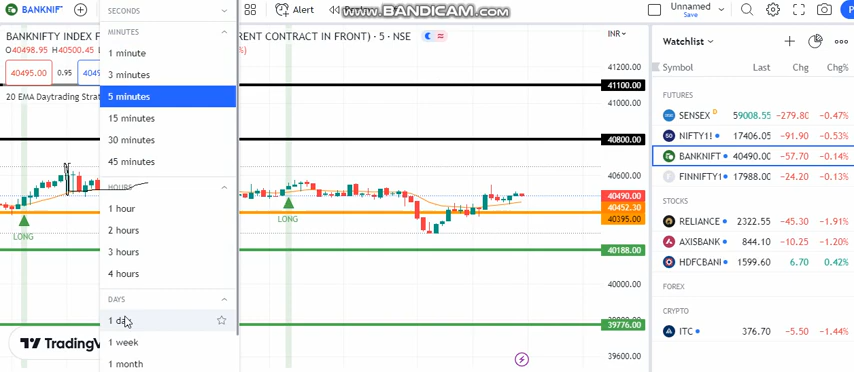 BANKNIF
SECONDS
Alert
WWW.BANDICAM.COM
Unnamed
Save
BANKNIFTY INDEX F
MINUTES
RENT CONTRACT IN FRONT) · 5 · NSE
INR
Watchlist
O40498.95 H40500.45 L
1 minute
Symbol Last Chg Chg%
40495.00 0.95
3 minutes
41200.00
20 EMA Daytrading Strat
5 minutes
FUTURES
41100.00
41000.00
15 minutes
SENSEX D 59008.55 -279.80 -0.47%
30 minutes
40800.00
NIFTY1! 17406.05 -91.90 -0.53%
45 minutes
BANKNIFT 40490.00 -57.70 -0.14%
40600.00
FINNIFTY! 17988.00 -24.20 -0.13%
HOURS
40490.00
STOCKS
1 hour
40452.30
40395.00
LONG
LONG
RELIANCE 2322.55 -45.30 -1.91%
2 hours
AXISBANK 844.10 -10.25 -1.20%
3 hours
40188.00
HDFCBANI 1599.60 6.70 0.42%
4 hours
40000.00
FOREX
DAYS
CRYPTO
1 day
39776.00
ITC 376.70 -5.50 -1.44%
TradingV
1 week
39600.00
1 month